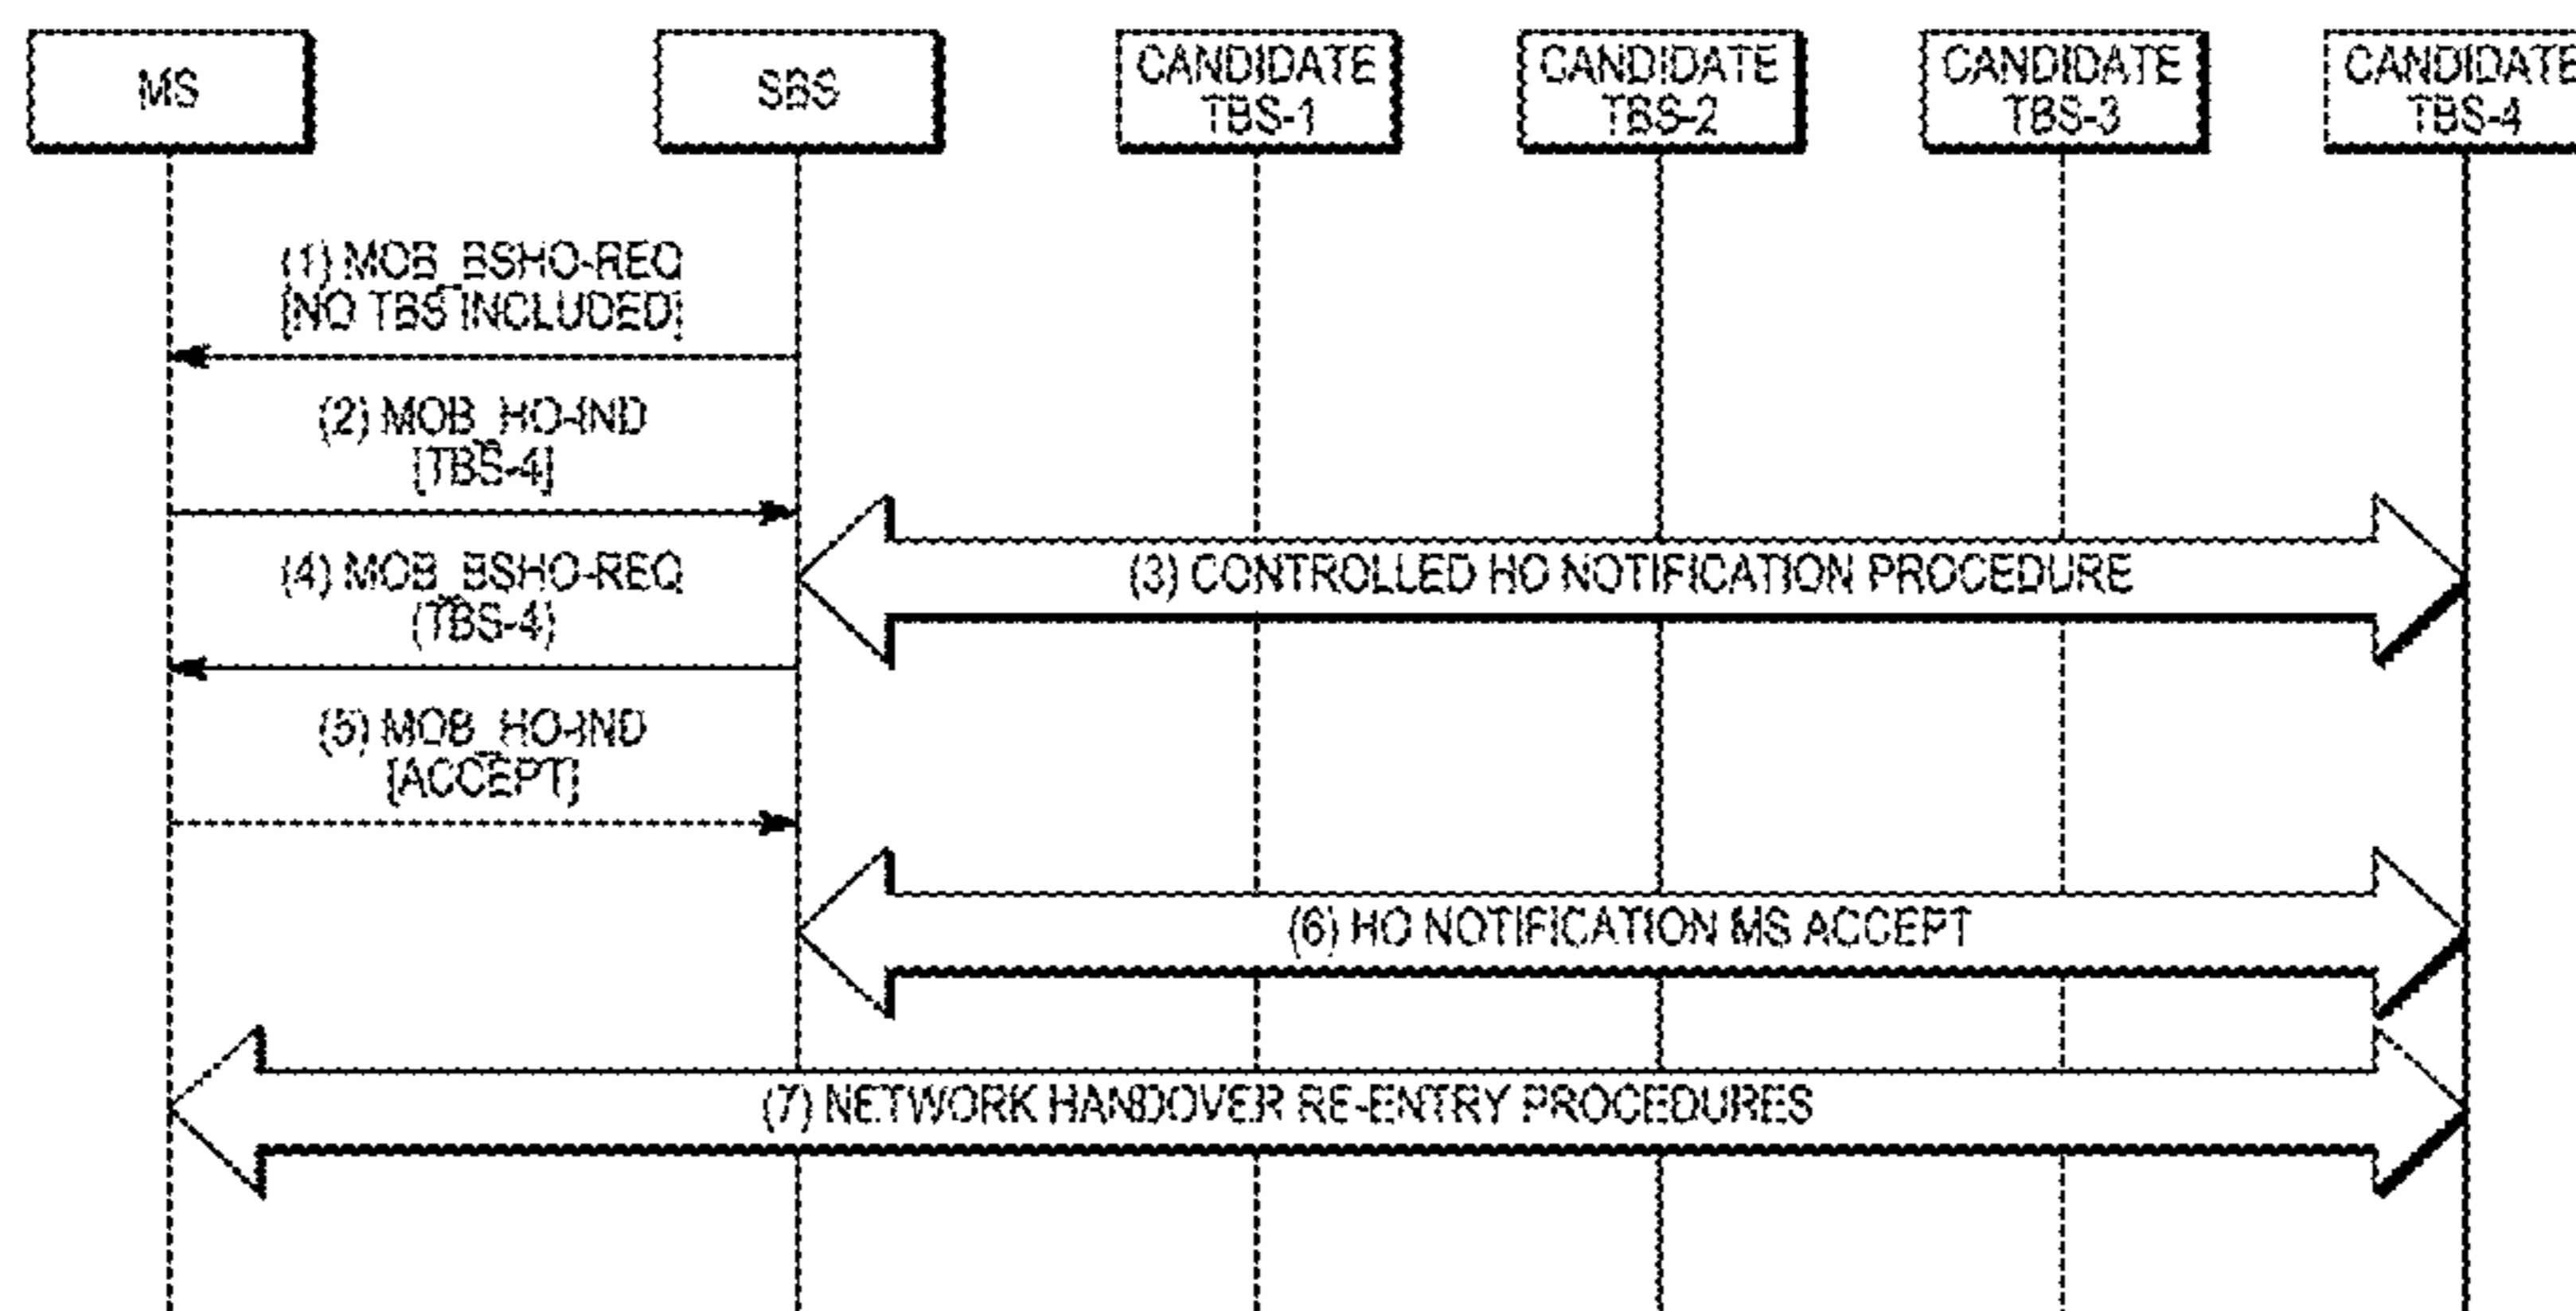 MS
SBS
CANDIDATE
TBS-1
CANDIDATE
TBS-2
CANDIDATE
TBS-3
CANDIDATE
TBS-4
(1) MOB_BSHO-REQ
[NO TBS INCLUDED]
(2) MOB_HO-IND
[TBS-4]
(3) CONTROLLED HO NOTIFICATION PROCEDURE
(4) MOB_BSHO-REQ
(TBS-4)
(5) MOB_HO-IND
[ACCEPT]
(6) HO NOTIFICATION MS ACCEPT
(7) NETWORK HANDOVER RE-ENTRY PROCEDURES